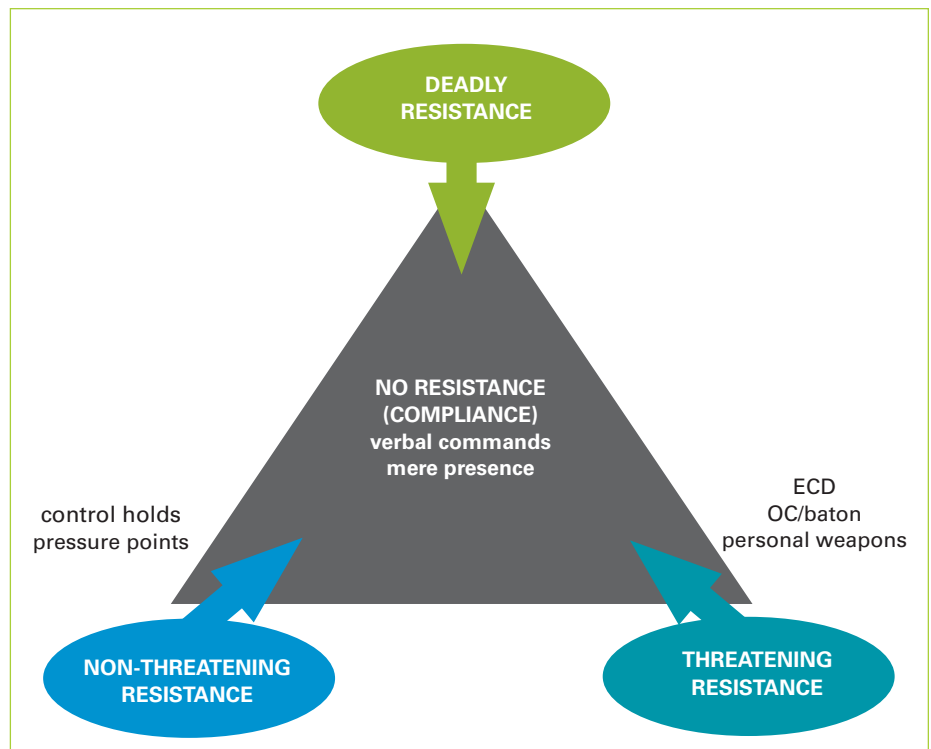 DEADLY
RESISTANCE
NO RESISTANCE
(COMPLIANCE)
verbal commands
mere presence
control holds
pressure points
ECD
OC/baton
personal weapons
NON-THREATENING
RESISTANCE
THREATENING
RESISTANCE